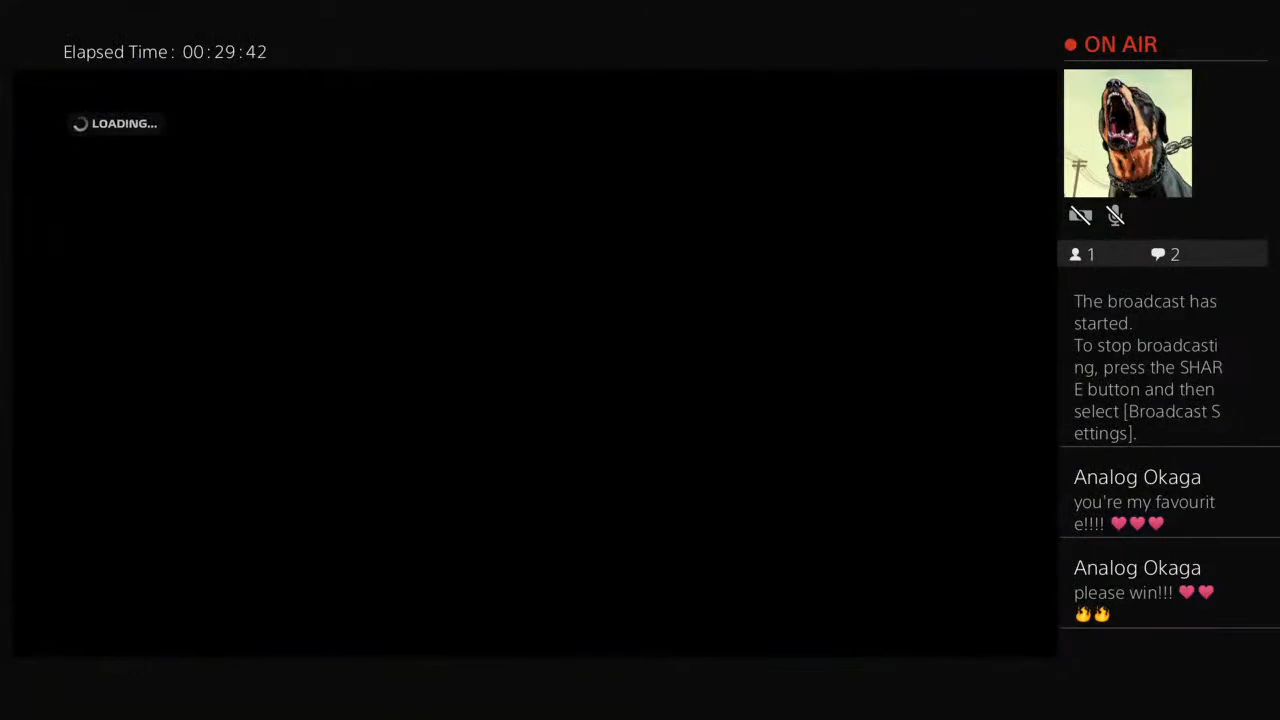 Elapsed Time: 00:29:42
ON AIR
LOADING...
1 2
The broadcast has
started.
To stop broadcasti
ng, press the SHAR
E button and then
select [Broadcast S
ettings].
Analog Okaga
you're my favourit
e!!!! ♥♥♥
Analog Okaga
please win!!! ♥♥
🔥🔥